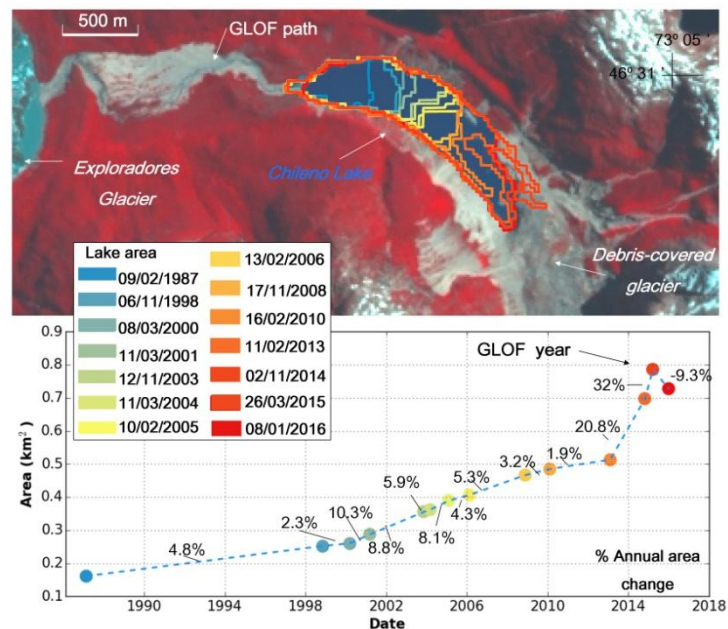 500 m
GLOF path
73º 05 ’
46º 31 ’
Exploradores
Glacier
Chileno Lake
Debris-covered
glacier
Lake area
09/02/1987
06/11/1998
08/03/2000
11/03/2001
12/11/2003
11/03/2004
10/02/2005
13/02/2006
17/11/2008
16/02/2010
11/02/2013
02/11/2014
26/03/2015
08/01/2016
GLOF year
0.9
0.8
0.7
0.6
0.5
0.4
0.3
0.2
0.1
Area (km²)
4.8%
2.3%
10.3%
8.8%
5.9%
8.1%
4.3%
5.3%
3.2%
1.9%
20.8%
32%
-9.3%
% Annual area
change
1990
1994
1998
2002
2006
2010
2014
2018
Date